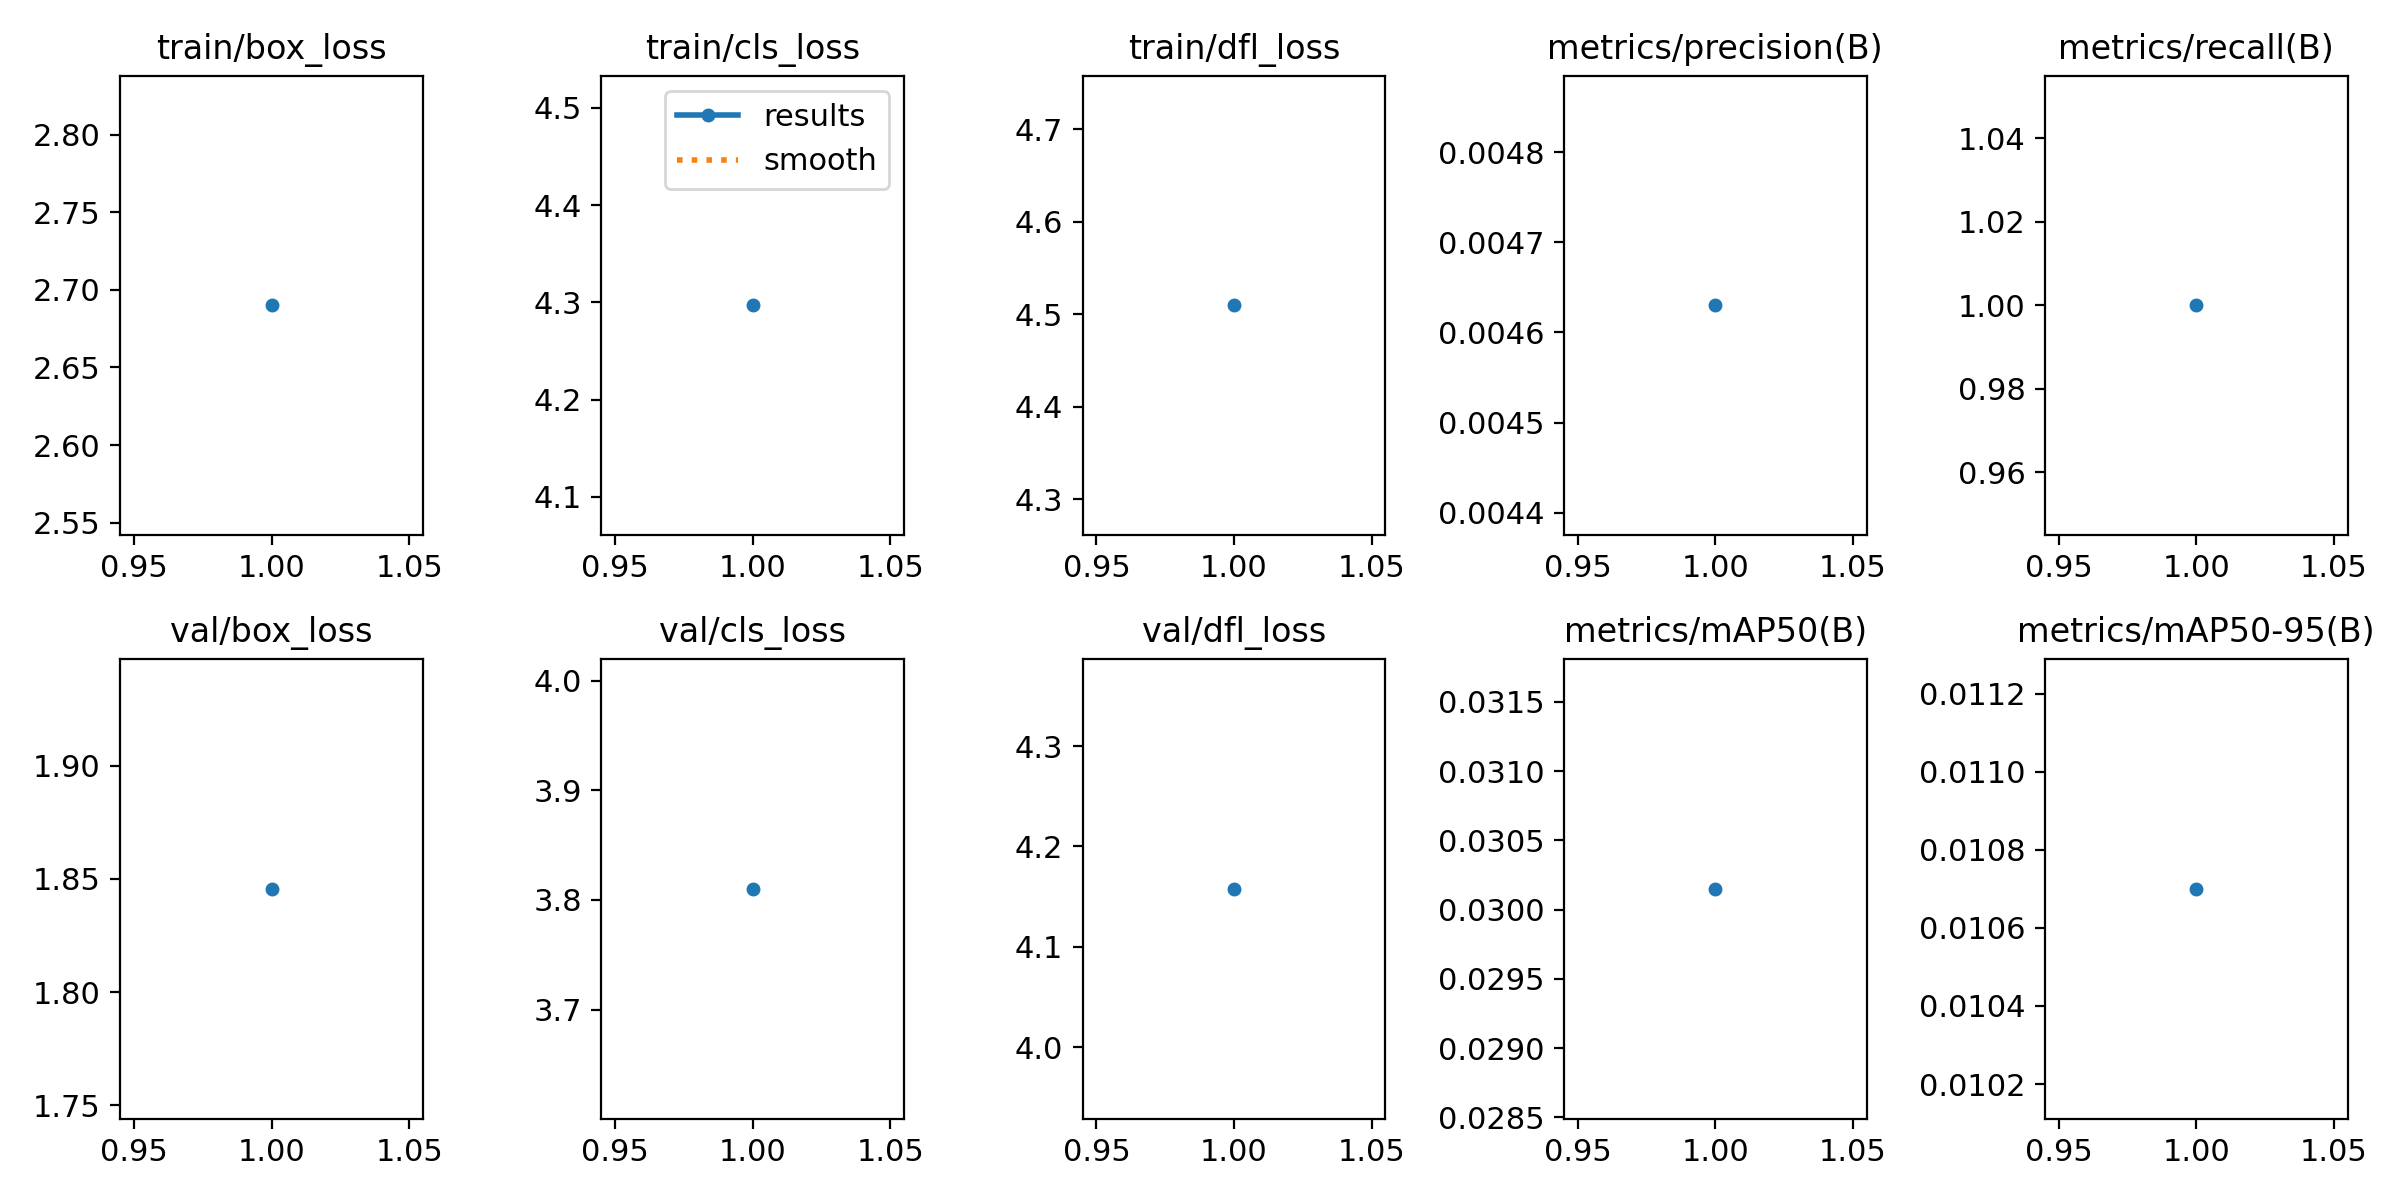 train/box_loss
2.80
2.75
2.70
2.65
2.60
2.55
0.95 1.00 1.05
train/cls_loss
results
smooth
4.5
4.4
4.3
4.2
4.1
0.95 1.00 1.05
train/dfl_loss
4.7
4.6
4.5
4.4
4.3
0.95 1.00 1.05
metrics/precision(B)
0.0048
0.0047
0.0046
0.0045
0.0044
0.95 1.00 1.05
metrics/recall(B)
1.04
1.02
1.00
0.98
0.96
0.95 1.00 1.05
val/box_loss
1.90
1.85
1.80
1.75
0.95 1.00 1.05
val/cls_loss
4.0
3.9
3.8
3.7
0.95 1.00 1.05
val/dfl_loss
4.3
4.2
4.1
4.0
0.95 1.00 1.05
metrics/mAP50(B)
0.0315
0.0310
0.0305
0.0300
0.0295
0.0290
0.0285
0.95 1.00 1.05
metrics/mAP50-95(B)
0.0112
0.0110
0.0108
0.0106
0.0104
0.0102
0.95 1.00 1.05